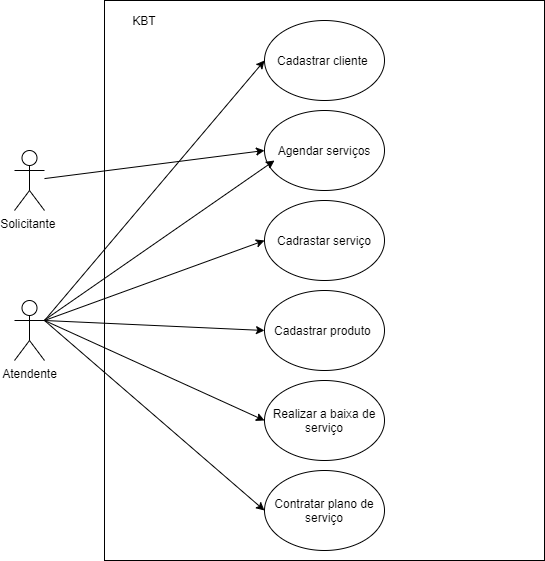 KBT
Cadastrar cliente
Agendar serviços
Solicitante
Cadrastar serviço
Cadastrar produto
Atendente
Realizar a baixa de
serviço
Contratar plano de
serviço